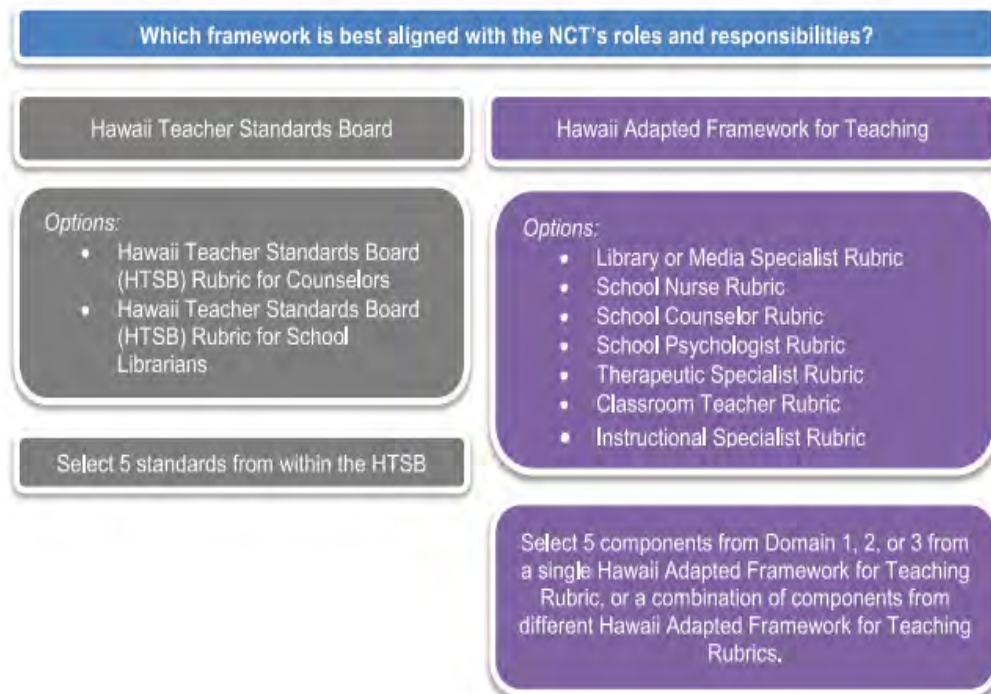 Which framework is best aligned with the NCT's roles and responsibilities?
Hawaii Teacher Standards Board
Options:
• Hawaii Teacher Standards Board
(HTSB) Rubric for Counselors
• Hawaii Teacher Standards Board
(HTSB) Rubric for School
Librarians
Select 5 standards from within the HTSB
Hawaii Adapted Framework for Teaching
Options:
• Library or Media Specialist Rubric
• School Nurse Rubric
• School Counselor Rubric
• School Psychologist Rubric
• Therapeutic Specialist Rubric
• Classroom Teacher Rubric
• Instructional Specialist Rubric
Select 5 components from Domain 1, 2, or 3 from
a single Hawaii Adapted Framework for Teaching
Rubric, or a combination of components from
different Hawaii Adapted Framework for Teaching
Rubrics.